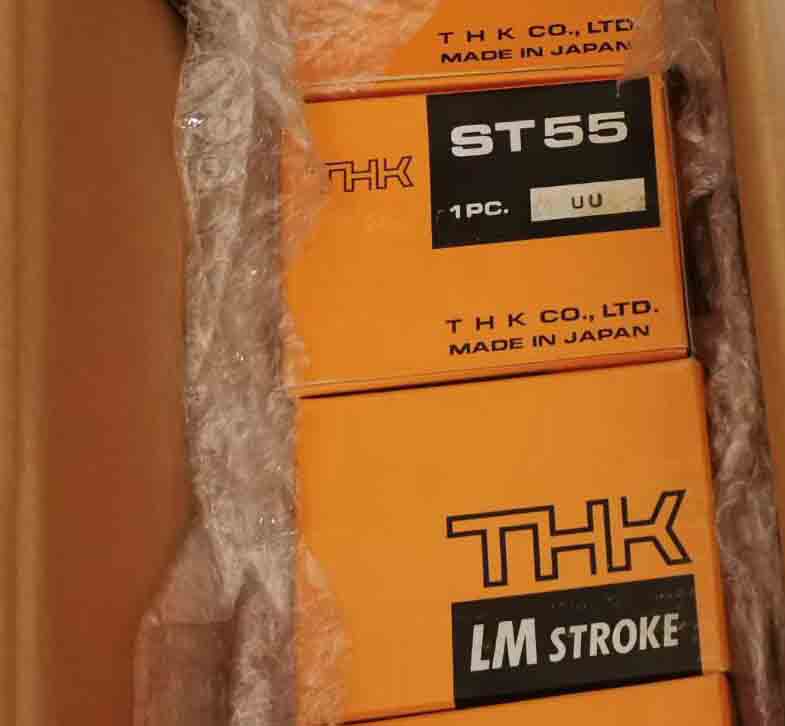 T H K CO., LTD.
MADE IN JAPAN
THK
ST55
1PC. UU
T H K CO., LTD.
MADE IN JAPAN
THK
LM STROKE